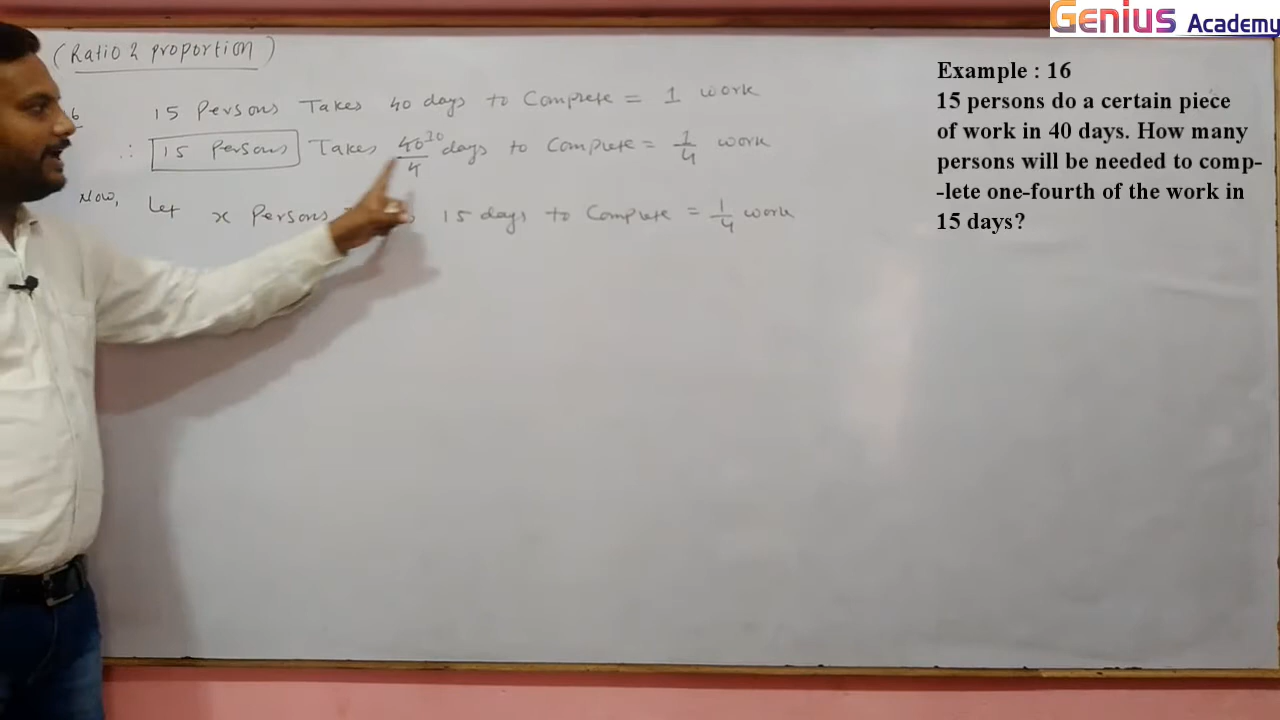 Genius Academy
(Ratio & proportion)
6 15 Persons Takes 40 days to Complete = 1 work
∴ 15 Persons Takes 40/4 10 days to Complete = 1/4 work
Now, Let x Persons 15 days to Complete = 1/4 work
Example : 16
15 persons do a certain piece
of work in 40 days. How many
persons will be needed to comp-
-lete one-fourth of the work in
15 days?